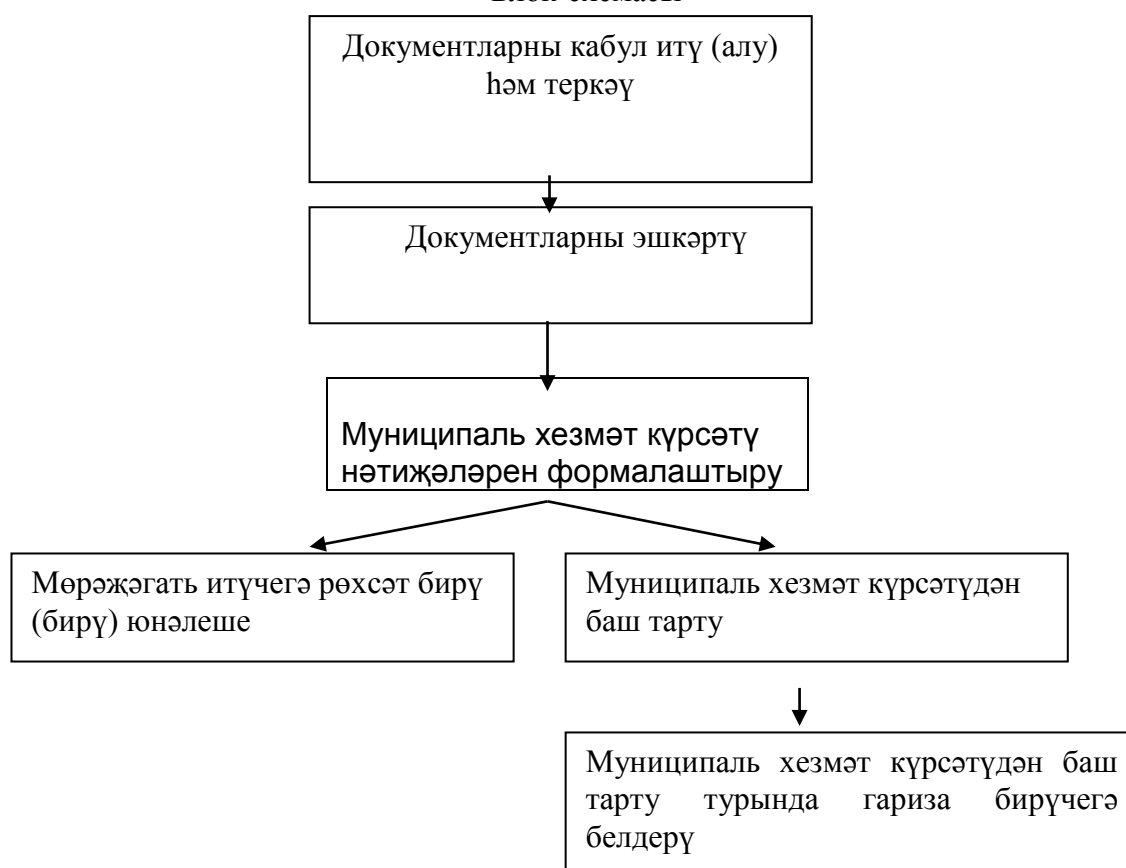 Документларны кабул итү (алу)
һәм теркәү
Документларны эшкәртү
Муниципаль хезмәт күрсәтү
нәтиҗәләрен формалаштыру
Мөрәҗәгать итүчегә рөхсәт бирү
(бирү) юнәлеше
Муниципаль хезмәт күрсәтүдән
баш тарту
Муниципаль хезмәт күрсәтүдән баш
тарту турында гариза бирүчегә
белдерү